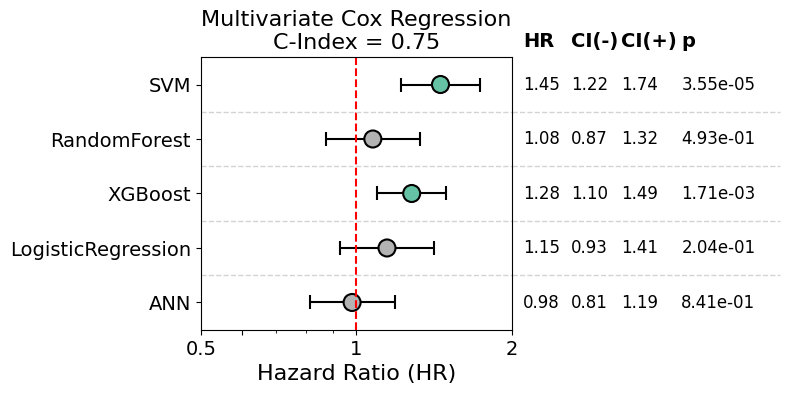 Multivariate Cox Regression
C-Index = 0.75
HR CI(-) CI(+) p
SVM 1.45 1.22 1.74 3.55e-05
RandomForest 1.08 0.87 1.32 4.93e-01
XGBoost 1.28 1.10 1.49 1.71e-03
LogisticRegression 1.15 0.93 1.41 2.04e-01
ANN 0.98 0.81 1.19 8.41e-01
0.5 1 2
Hazard Ratio (HR)